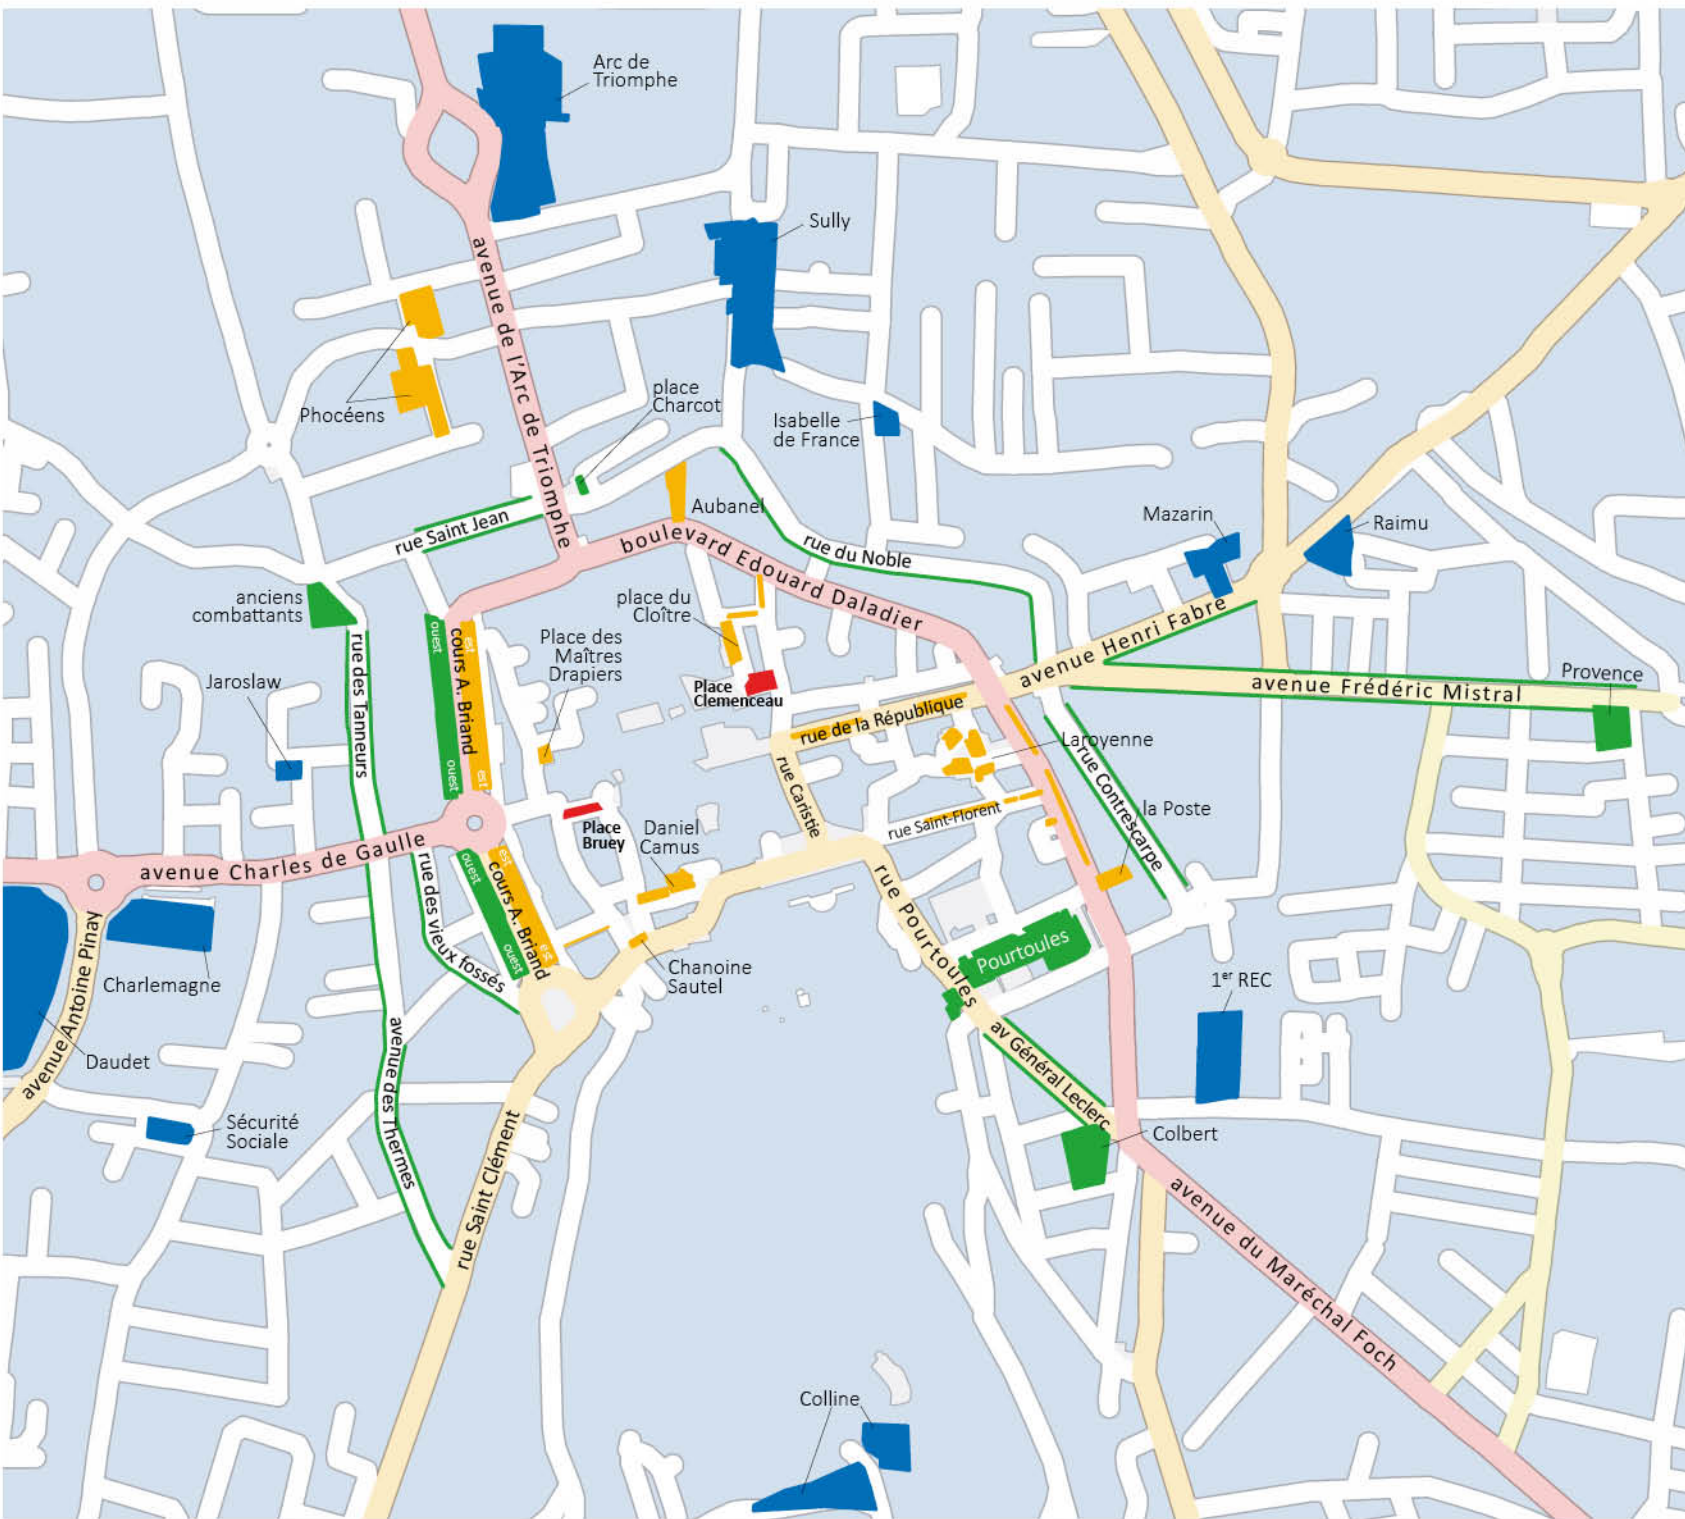 Arc de
Triomphe
Sully
avenue de l'Arc de Triomphe
Phocéens
place
Charcot
Isabelle
de France
Aubanel
Mazarin
Raimu
rue Saint Jean
boulevard Edouard Daladier
rue du Noble
anciens
combattants
place du
Cloître
Place des
Maîtres
Drapiers
ouest
est
cours A. Briand
ouest
est
rue des Tanneurs
Jaroslaw
Place
Clemenceau
avenue Henri Fabre
avenue Frédéric Mistral
Provence
rue de la République
Laroyenne
rue Caristie
rue Contrescarpe
la Poste
rue Saint-Florent
Place
Bruey
Daniel
Camus
avenue Charles de Gaulle
ouest
est
cours A. Briand
ouest
est
rue des vieux fossés
rue Pourtoules
Pourtoules
avenue Antoine Pinay
Charlemagne
Chanoine
Sautel
1er REC
Daudet
avenue des Thermes
av Général Leclerc
Sécurité
Sociale
Colbert
rue Saint Clément
avenue du Maréchal Foch
Colline